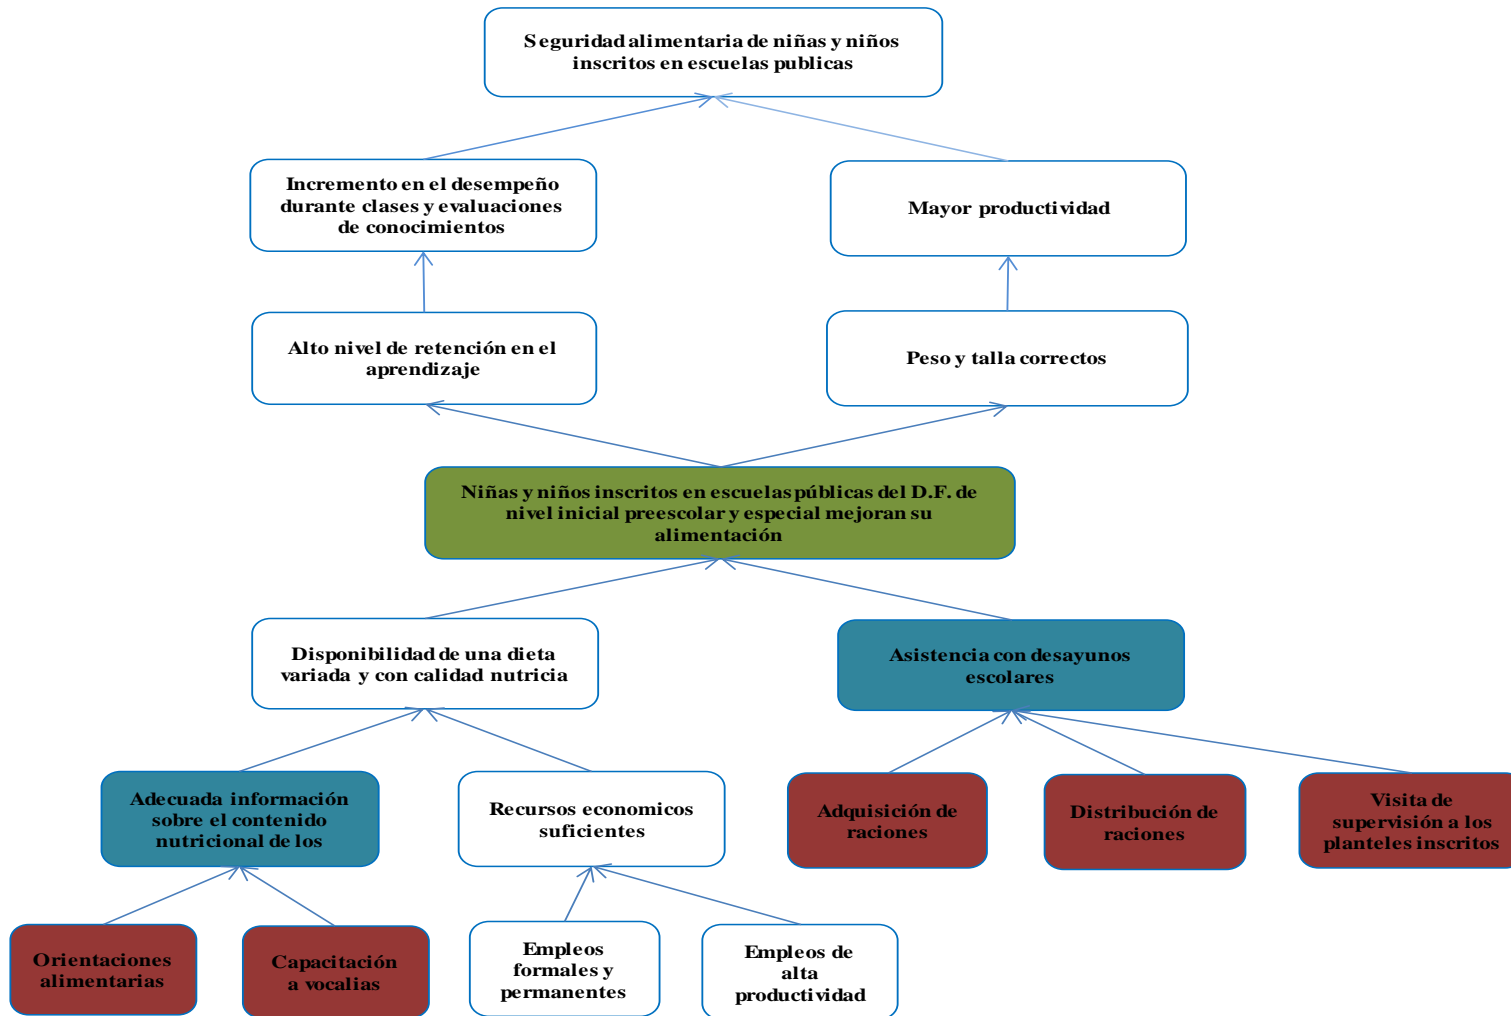 Seguridad alimentaria de niñas y niños
inscritos en escuelas publicas
Incremento en el desempeño
durante clases y evaluaciones
de conocimientos
Mayor productividad
Alto nivel de retención en el
aprendizaje
Peso y talla correctos
Niñas y niños inscritos en escuelas públicas del D.F. de
nivel inicial preescolar y especial mejoran su
alimentación
Disponibilidad de una dieta
variada y con calidad nutricia
Asistencia con desayunos
escolares
Adecuada información
sobre el contenido
nutricional de los
Recursos economicos
suficientes
Adquisición de
raciones
Distribución de
raciones
Visita de
supervisión a los
planteles inscritos
Orientaciones
alimentarias
Capacitación
a vocalias
Empleos
formales y
permanentes
Empleos de
alta
productividad